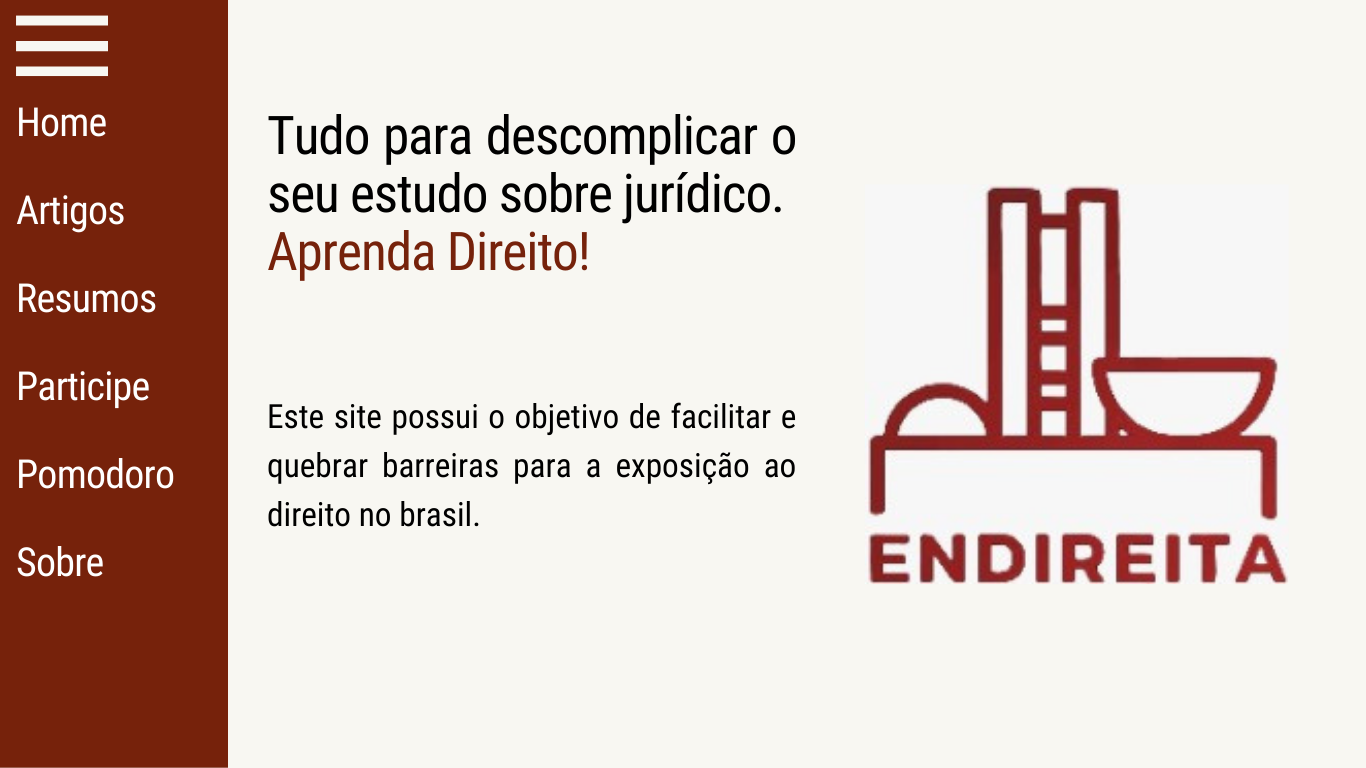 Home
Artigos
Resumos
Participe
Pomodoro
Sobre
Tudo para descomplicar o
seu estudo sobre jurídico.
Aprenda Direito!
Este site possui o objetivo de facilitar e
quebrar barreiras para a exposição ao
direito no brasil.
ENDIREITA